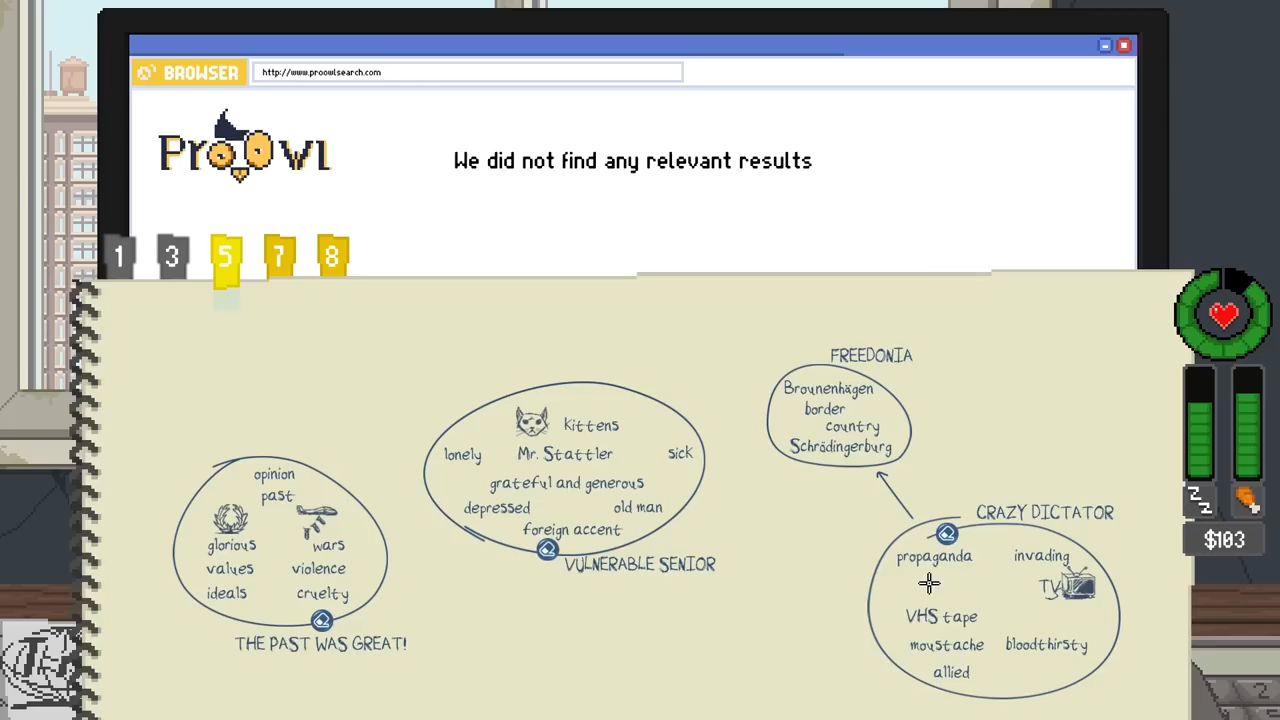 BROWSER
http://www.proowlsearch.com
PrOOwl
We did not find any relevant results
1 3 5 7 8
FREEDONIA
Brounenhägen
border
country
Schrödingerburg
kittens
lonely Mr. Stattler sick
grateful and generous
depressed old man
foreign accent
VULNERABLE SENIOR
opinion
past
glorious wars
values violence
ideals cruelty
THE PAST WAS GREAT!
CRAZY DICTATOR
propaganda invading
TV
VHS tape
moustache bloodthirsty
allied
zzz
$103